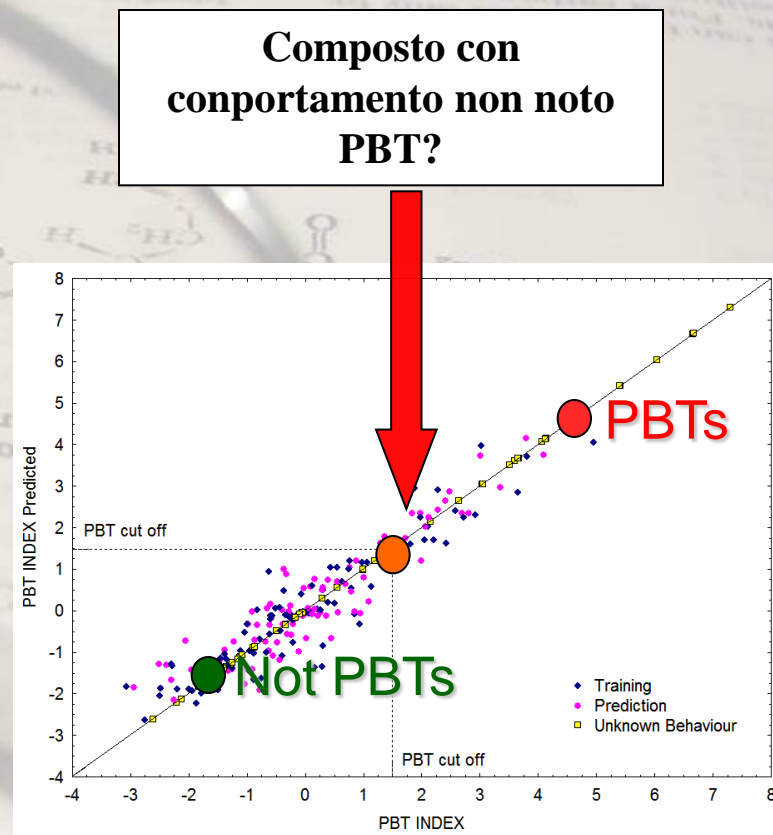 Composto con
conportamento non noto
PBT?
8
7
6
5
4
3
2
1
0
-1
-2
-3
-4
PBT INDEX Predicted
PBT cut off
PBTs
Not PBTs
Training
Prediction
Unknown Behaviour
PBT cut off
-4 -3 -2 -1 0 1 2 3 4 5 6 7 8
PBT INDEX